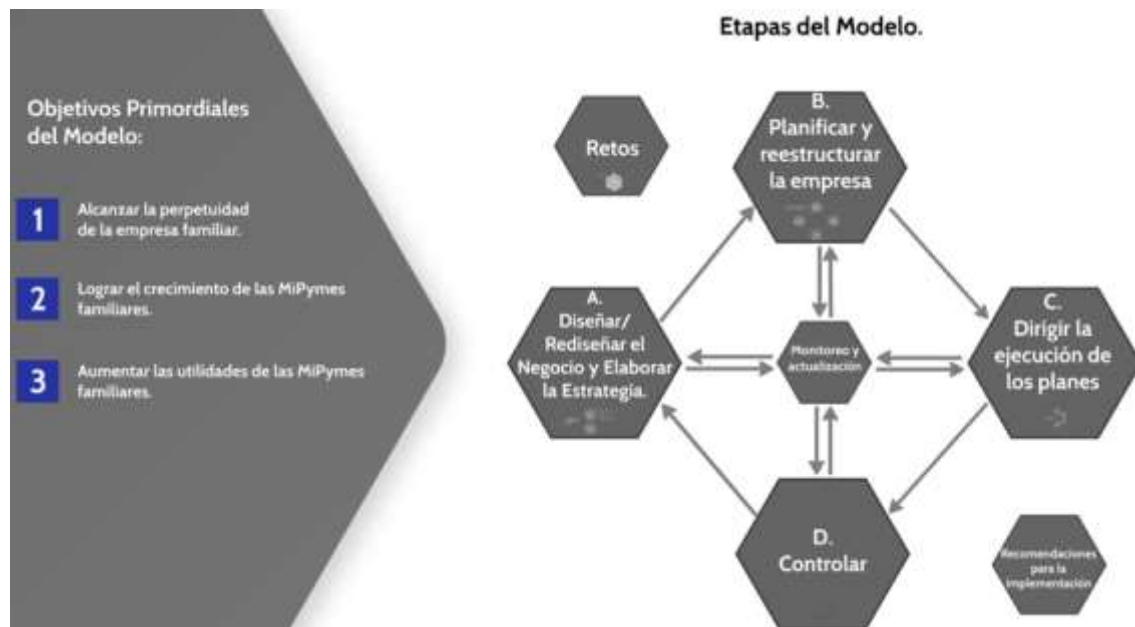 Etapas del Modelo.
Objetivos Primordiales
del Modelo:
1
Alcanzar la perpetuidad
de la empresa familiar.
2
Lograr el crecimiento de las MiPymes
familiares.
3
Aumentar las utilidades de las MiPymes
familiares.
Retos
B.
Planificar y
reestructurar
la empresa
A.
Diseñar/
Rediseñar el
Negocio y Elaborar
la Estrategia.
Monitoreo y
actualización
C.
Dirigir la
ejecución de
los planes
D.
Controlar
Recomendaciones
para la
implementación